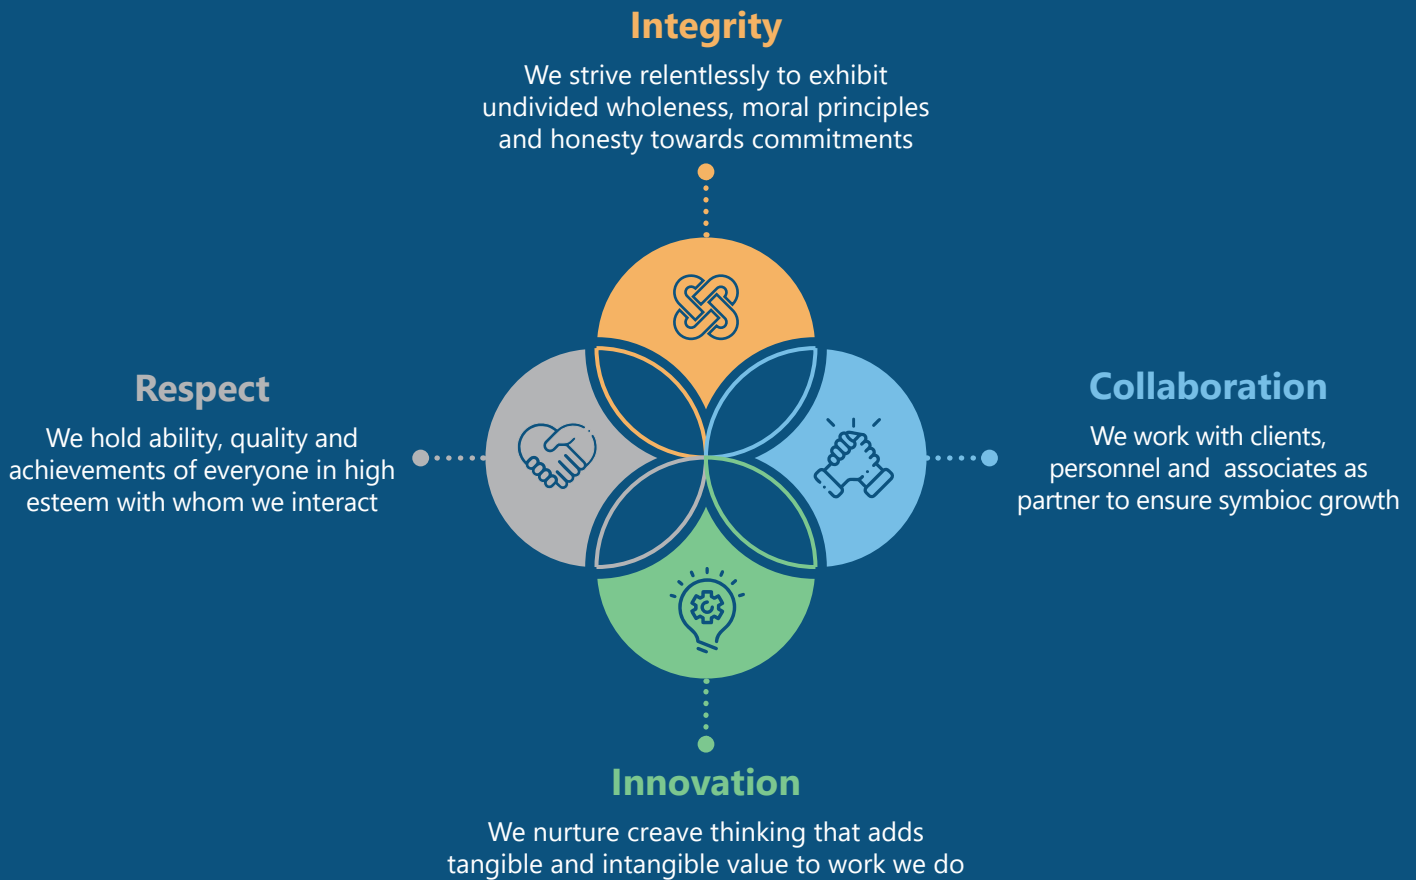 Integrity
We strive relentlessly to exhibit
undivided wholeness, moral principles
and honesty towards commitments
Respect
We hold ability, quality and
achievements of everyone in high
esteem with whom we interact
Collaboration
We work with clients,
personnel and  associates as
partner to ensure symbioc growth
Innovation
We nurture creave thinking that adds
tangible and intangible value to work we do